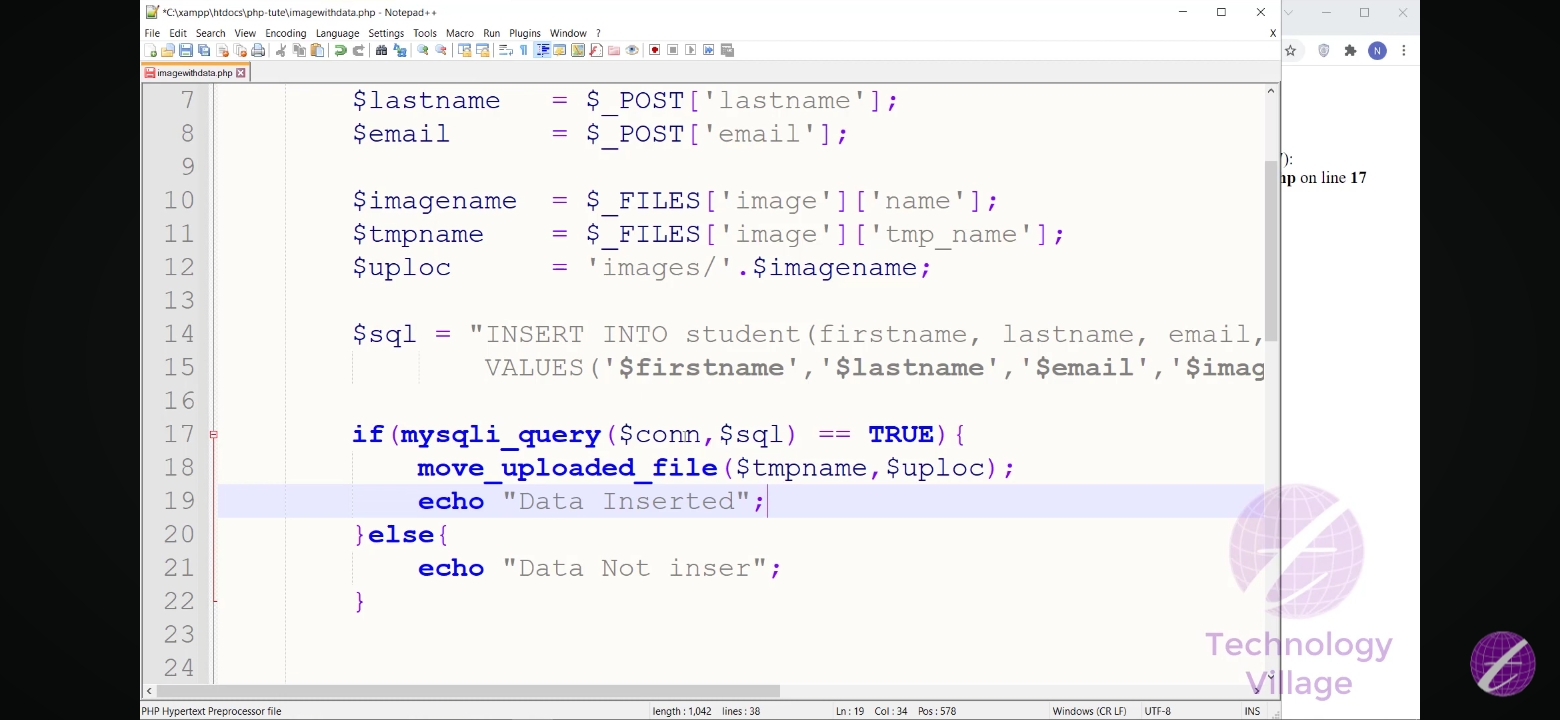 *C:\xampp\htdocs\php-tute\imagewithdata.php - Notepad++
File Edit Search View Encoding Language Settings Tools Macro Run Plugins Window ? X
imagewithdata.php
N
7 $lastname = $_POST['lastname'];
8 $email = $_POST['email'];
9
10 $imagename = $_FILES['image']['name'];
11 $tmpname = $_FILES['image']['tmp_name'];
12 $uploc = 'images/'.$imagename;
13
14 $sql = "INSERT INTO student(firstname, lastname, email,
15 VALUES('$firstname','$lastname','$email','$imag
16
17 if(mysqli_query($conn,$sql) == TRUE){
18 move_uploaded_file($tmpname,$uploc);
19 echo "Data Inserted";
20 }else{
21 echo "Data Not inser";
22 }
23
24
):
on line 17
Technology
Village
PHP Hypertext Preprocessor file length : 1,042 lines : 38 Ln : 19 Col : 34 Pos : 578 Windows (CR LF) UTF-8 INS